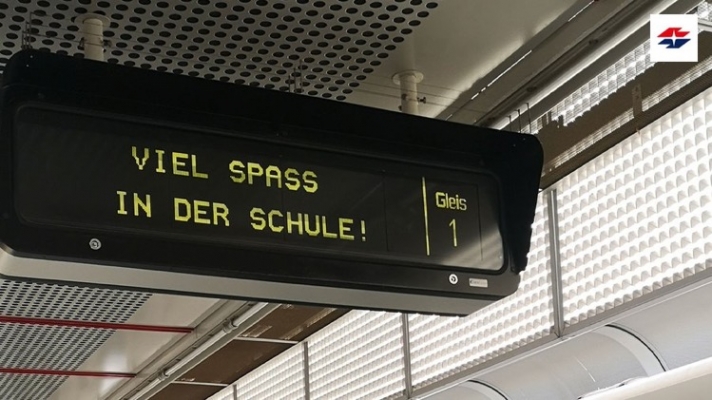 VIEL SPASS
IN DER SCHULE!
Gleis
1